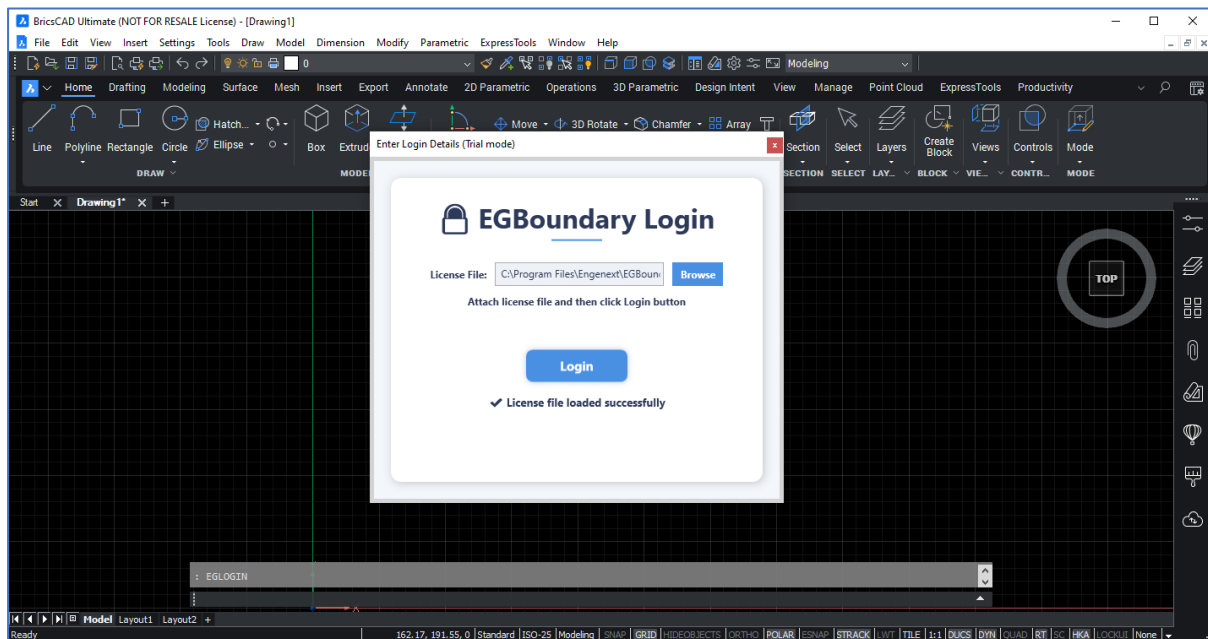 BricsCAD Ultimate (NOT FOR RESALE License) - [Drawing1]
File Edit View Insert Settings Tools Draw Model Dimension Modify Parametric ExpressTools Window Help
0
Modeling
Home Drafting Modeling Surface Mesh Insert Export Annotate 2D Parametric Operations 3D Parametric Design Intent View Manage Point Cloud ExpressTools Productivity
Hatch... Move 3D Rotate Chamfer Array
Line Polyline Rectangle Circle Ellipse Box Extrud Section Select Layers Create Block Views Controls Mode
DRAW MODE SECTION SELECT LAY... BLOCK VIE... CONTR... MODE
Start Drawing1* +
Enter Login Details (Trial mode)
EGBoundary Login
License File: C:\Program Files\Engenext\EGBoun Browse
Attach license file and then click Login button
Login
✔ License file loaded successfully
TOP
: EGLOGIN
:
X
Model Layout1 Layout2 +
Ready 162.17, 191.55, 0 Standard ISO-25 Modeling SNAP GRID HIDEOBJECTS ORTHO POLAR ESNAP STRACK LWT TILE 1:1 DUCS DYN QUAD RT SC HKA LOCKUI None